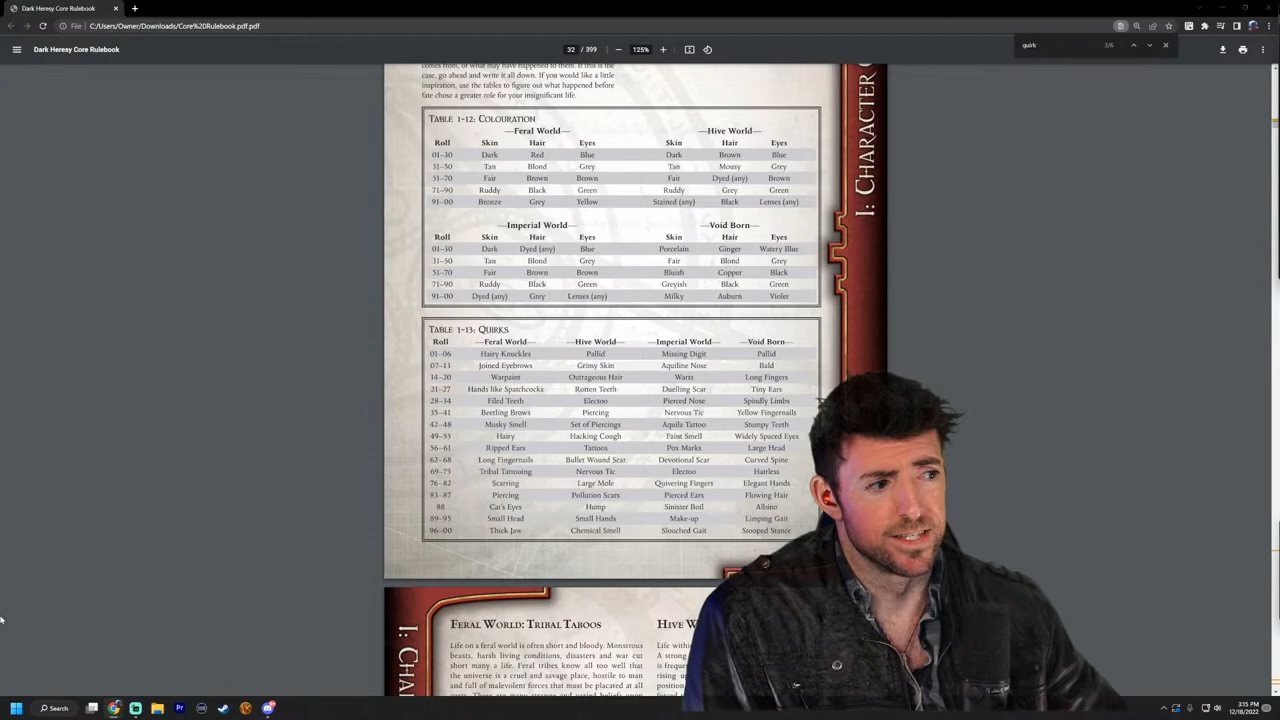 Dark Heresy Core Rulebook
File
C:/Users/Owner/Downloads/Core%20Rulebook.pdf.pdf
Dark Heresy Core Rulebook
32 / 399
125%
quirk
3/6
comes from, or what may have happened to them. If this is the
case, go ahead and write it all down. If you would like a little
inspiration, use the tables to figure out what happened before
fate chose a greater role for your insignificant life.
I: CHARACTER
TABLE 1-12: COLOURATION
—Feral World— —Hive World—
Roll Skin Hair Eyes Skin Hair Eyes
01–30 Dark Red Blue Dark Brown Blue
31–50 Tan Blond Grey Tan Mousy Grey
51–70 Fair Brown Brown Fair Dyed (any) Brown
71–90 Ruddy Black Green Ruddy Grey Green
91–00 Bronze Grey Yellow Stained (any) Black Lenses (any)
—Imperial World— —Void Born—
Roll Skin Hair Eyes Skin Hair Eyes
01–30 Dark Dyed (any) Blue Porcelain Ginger Watery Blue
31–50 Tan Blond Grey Fair Blond Grey
51–70 Fair Brown Brown Bluish Copper Black
71–90 Ruddy Black Green Greyish Black Green
91–00 Dyed (any) Grey Lenses (any) Milky Auburn Violet
TABLE 1-13: QUIRKS
Roll —Feral World— —Hive World— —Imperial World— —Void Born—
01–06 Hairy Knuckles Pallid Missing Digit Pallid
07–13 Joined Eyebrows Grimy Skin Aquiline Nose Bald
14–20 Warpaint Outrageous Hair Warts Long Fingers
21–27 Hands like Spatchcocks Rotten Teeth Duelling Scar Tiny Ears
28–34 Filed Teeth Electoo Pierced Nose Spindly Limbs
35–41 Beetling Brows Piercing Nervous Tic Yellow Fingernails
42–48 Musky Smell Set of Piercings Aquila Tattoo Stumpy Teeth
49–55 Hairy Hacking Cough Faint Smell Widely Spaced Eyes
56–61 Ripped Ears Tattoos Pox Marks Large Head
62–68 Long Fingernails Bullet Wound Scar Devotional Scar Curved Spine
69–75 Tribal Tattooing Nervous Tic Electoo Hairless
76–82 Scarring Large Mole Quivering Fingers Elegant Hands
83–87 Piercing Pollution Scars Pierced Ears Flowing Hair
88 Cat's Eyes Hump Sinister Boil Albino
89–95 Small Head Small Hands Make-up Limping Gait
96–00 Thick Jaw Chemical Smell Slouched Gait Stooped Stance
I: CHA
FERAL WORLD: TRIBAL TABOOS
Life on a feral world is often short and bloody. Monstrous
beasts, harsh living conditions, disasters and war cut
short many a life. Feral tribes know all too well that
the universe is a cruel and savage place, hostile to man
and full of malevolent forces that must be placated at all
HIVE W
Life within
A strong
is freque
rising up
position
Search
Pr
3:55 PM
12/18/2022